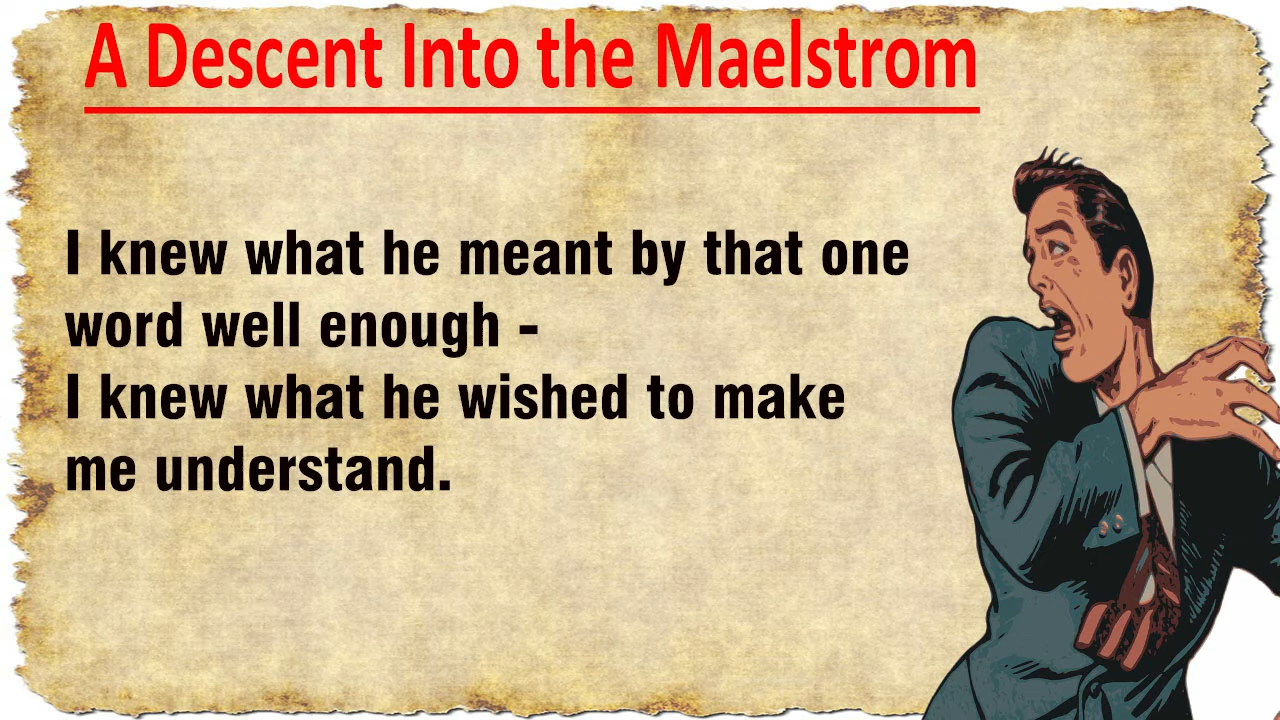 A Descent Into the Maelstrom
I knew what he meant by that one
word well enough -
I knew what he wished to make
me understand.